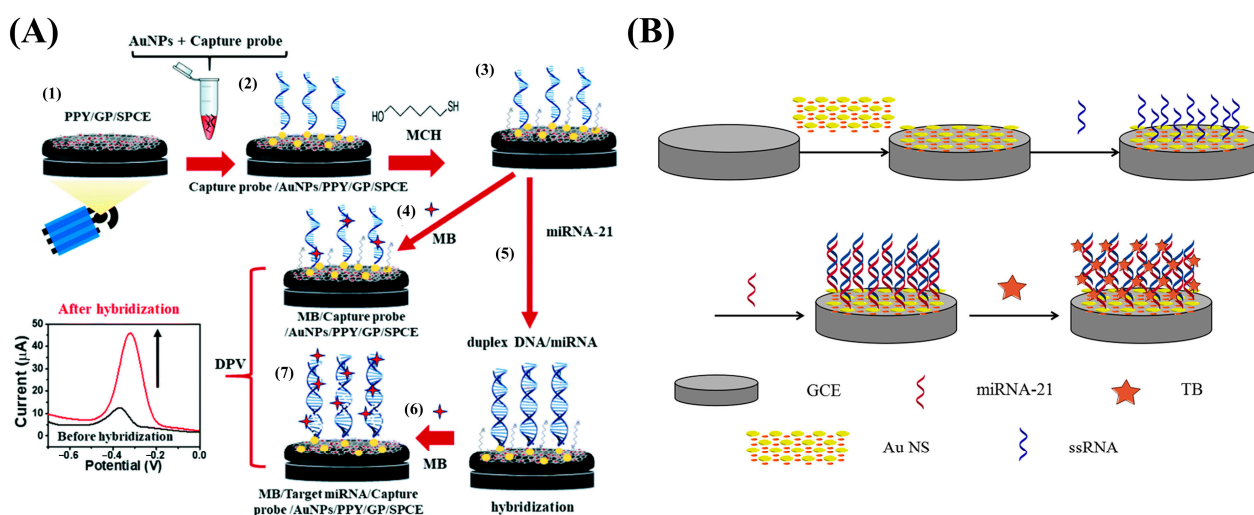 (A)
AuNPs + Capture probe
(1)
PPY/GP/SPCE
(2)
HO
SH
MCH
(3)
Capture probe /AuNPs/PPY/GP/SPCE
(4)
MB
(5)
miRNA-21
MB/Capture probe
/AuNPs/PPY/GP/SPCE
duplex DNA/miRNA
DPV
After hybridization
50
40
30
20
10
0
Current (µA)
Before hybridization
−0.6
−0.4
−0.2
0.0
Potential (V)
(7)
(6)
MB
MB/Target miRNA/Capture
probe /AuNPs/PPY/GP/SPCE
hybridization
(B)
GCE
miRNA-21
TB
Au NS
ssRNA